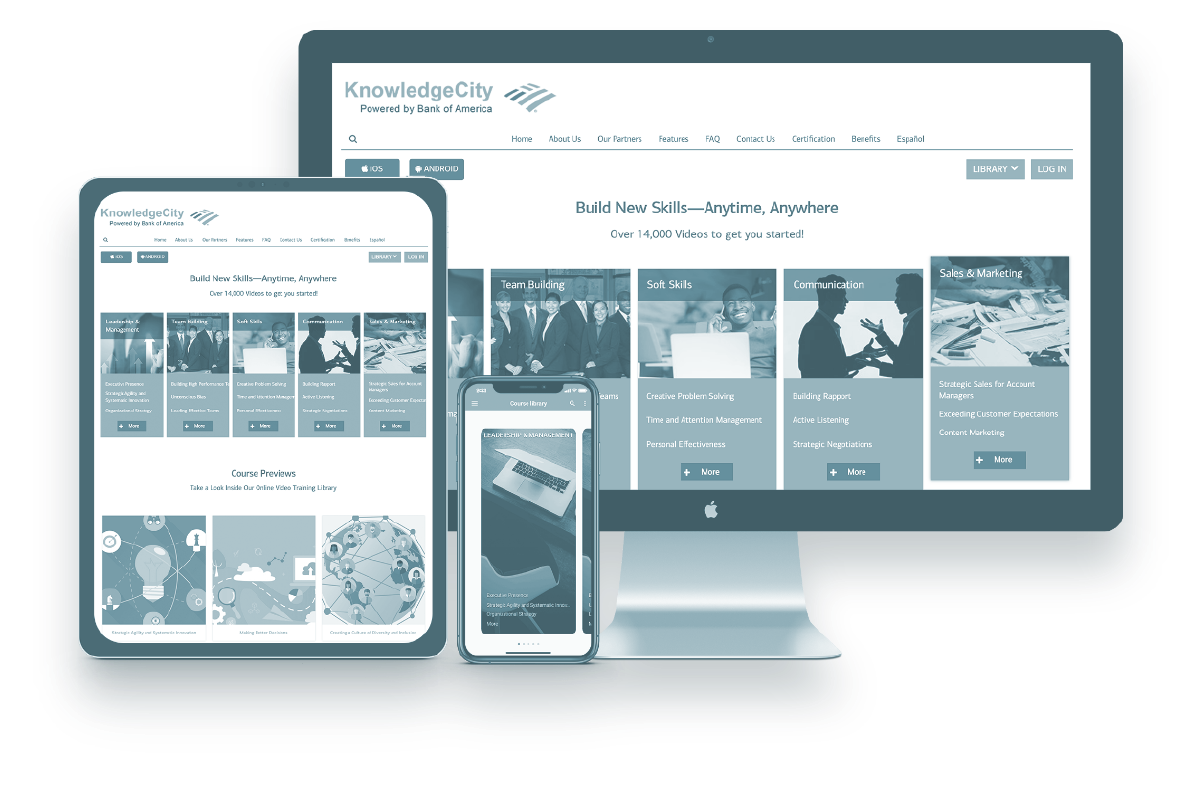 KnowledgeCity
Powered by Bank of America
Home About Us Our Partners Features FAQ Contact Us Certification Benefits Español
iOS ANDROID LIBRARY LOG IN
Build New Skills—Anytime, Anywhere
Over 14,000 Videos to get you started!
Team Building
eams
Soft Skills
Creative Problem Solving
Time and Attention Management
Personal Effectiveness
+ More
Communication
Building Rapport
Active Listening
Strategic Negotiations
+ More
Sales & Marketing
Strategic Sales for Account
Managers
Exceeding Customer Expectations
Content Marketing
+ More
KnowledgeCity
Powered by Bank of America
Home About Us Our Partners Features FAQ Contact Us Certification Benefits Español
iOS ANDROID LIBRARY LOG IN
Build New Skills—Anytime, Anywhere
Over 14,000 Videos to get you started!
Leadership &
Management
Executive Presence
Strategic Agility and
Systematic Innovation
Organizational Strategy
+ More
Team Building
Building High Performance Te
Unconscious Bias
Leading Effective Teams
+ More
Soft Skills
Creative Problem Solving
Time and Attention Manager
Personal Effectiveness
+ More
Communication
Building Rapport
Active Listening
Strategic Negotiations
+ More
Sales & Marketing
Strategic Sales for Account
Managers
Exceeding Customer Expectat
Content Marketing
+ More
Course Previews
Take a Look Inside Our Online Video Traning Library
Strategic Agility and Systematic Innovation
Making Better Decisions
Creating a Culture of Diversity and Inclusion
Course library
LEADERSHIP & MANAGEMENT
Executive Presence
Strategic Agility and Systematic Innov...
Organizational Strategy
More